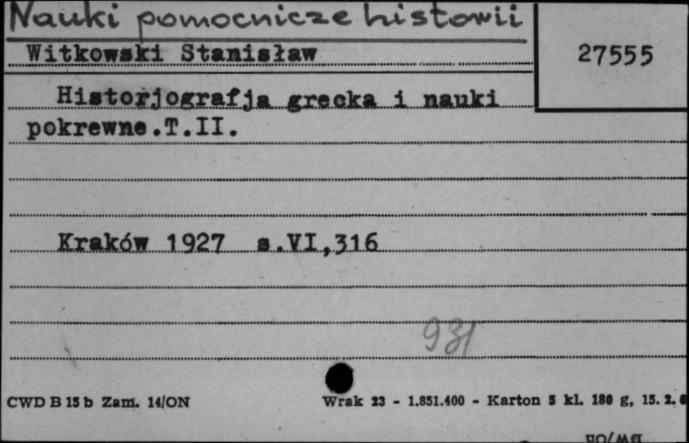 Nauki pomocnicze historii
Witkowski Stanisław
27555
Historjografja grecka i nauki
pokrewne.T.II.
Kraków 1927 s.VI,316
931
CWD B 15 b Zam. 14/ON
Wrak 23 - 1.851.400 - Karton 5 kl. 180 g, 15. 2.